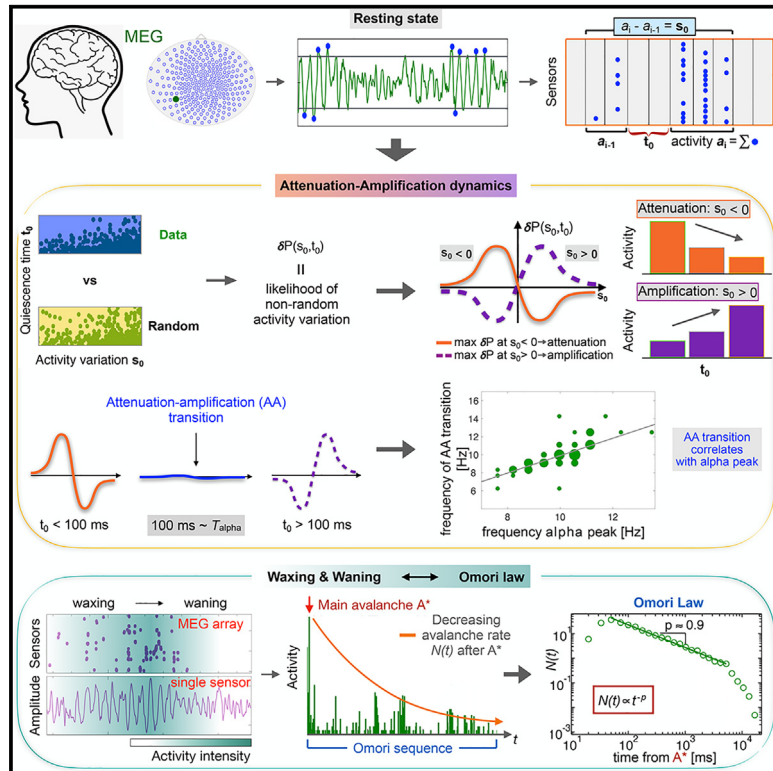 MEG
Resting state
aᵢ - aᵢ₋₁ = s₀
Sensors
aᵢ₋₁
t₀
activity aᵢ = ∑●
Attenuation-Amplification dynamics
Quiescence time t₀
Data
vs
Random
Activity variation s₀
δP(s₀,t₀)
=
likelihood of
non-random
activity variation
δP(s₀,t₀)
s₀ < 0
s₀ > 0
s₀
max δP at s₀< 0→attenuation
max δP at s₀> 0→amplification
Attenuation: s₀ < 0
Activity
Amplification: s₀ > 0
Activity
t₀
Attenuation-amplification (AA)
transition
t₀ < 100 ms
100 ms ~ Tₐₗₚₕₐ
t₀ > 100 ms
frequency of AA transition
[Hz]
16
14
12
10
8
6
8
10
12
frequency alpha peak [Hz]
AA transition
correlates
with alpha peak
Waxing & Waning ⟷ Omori law
waxing → waning
MEG array
Sensors
single sensor
Amplitude
Activity intensity
Main avalanche A*
Decreasing
avalanche rate
N(t) after A*
Activity
t
Omori sequence
Omori Law
p ≈ 0.9
N(t)
10¹
10⁰
10⁻¹
10⁻²
10⁻³
N(t)∝t⁻ᵖ
10¹
10²
10³
10⁴
time from A* [ms]